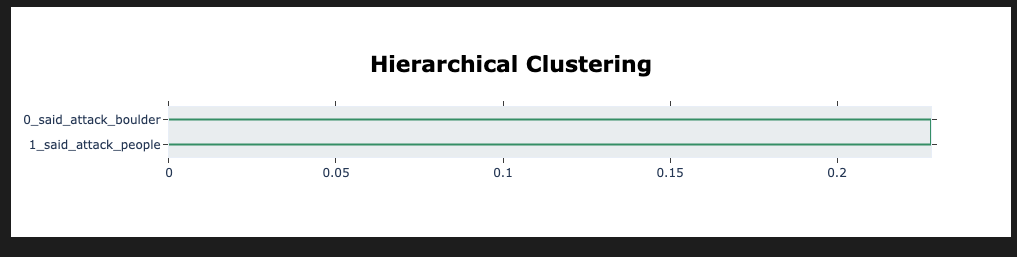 Hierarchical Clustering
0_said_attack_boulder
1_said_attack_people
0 0.05 0.1 0.15 0.2